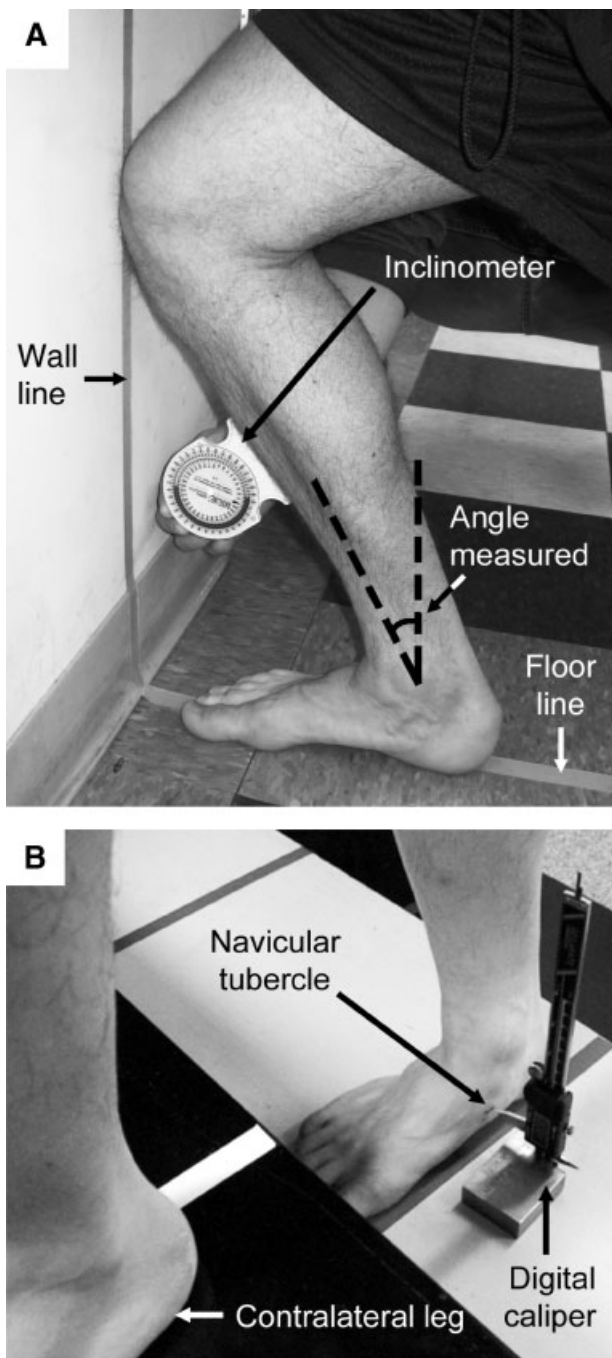 A
Inclinometer
Wall
line
Angle
measured
Floor
line
B
Navicular
tubercle
Digital
caliper
Contralateral leg